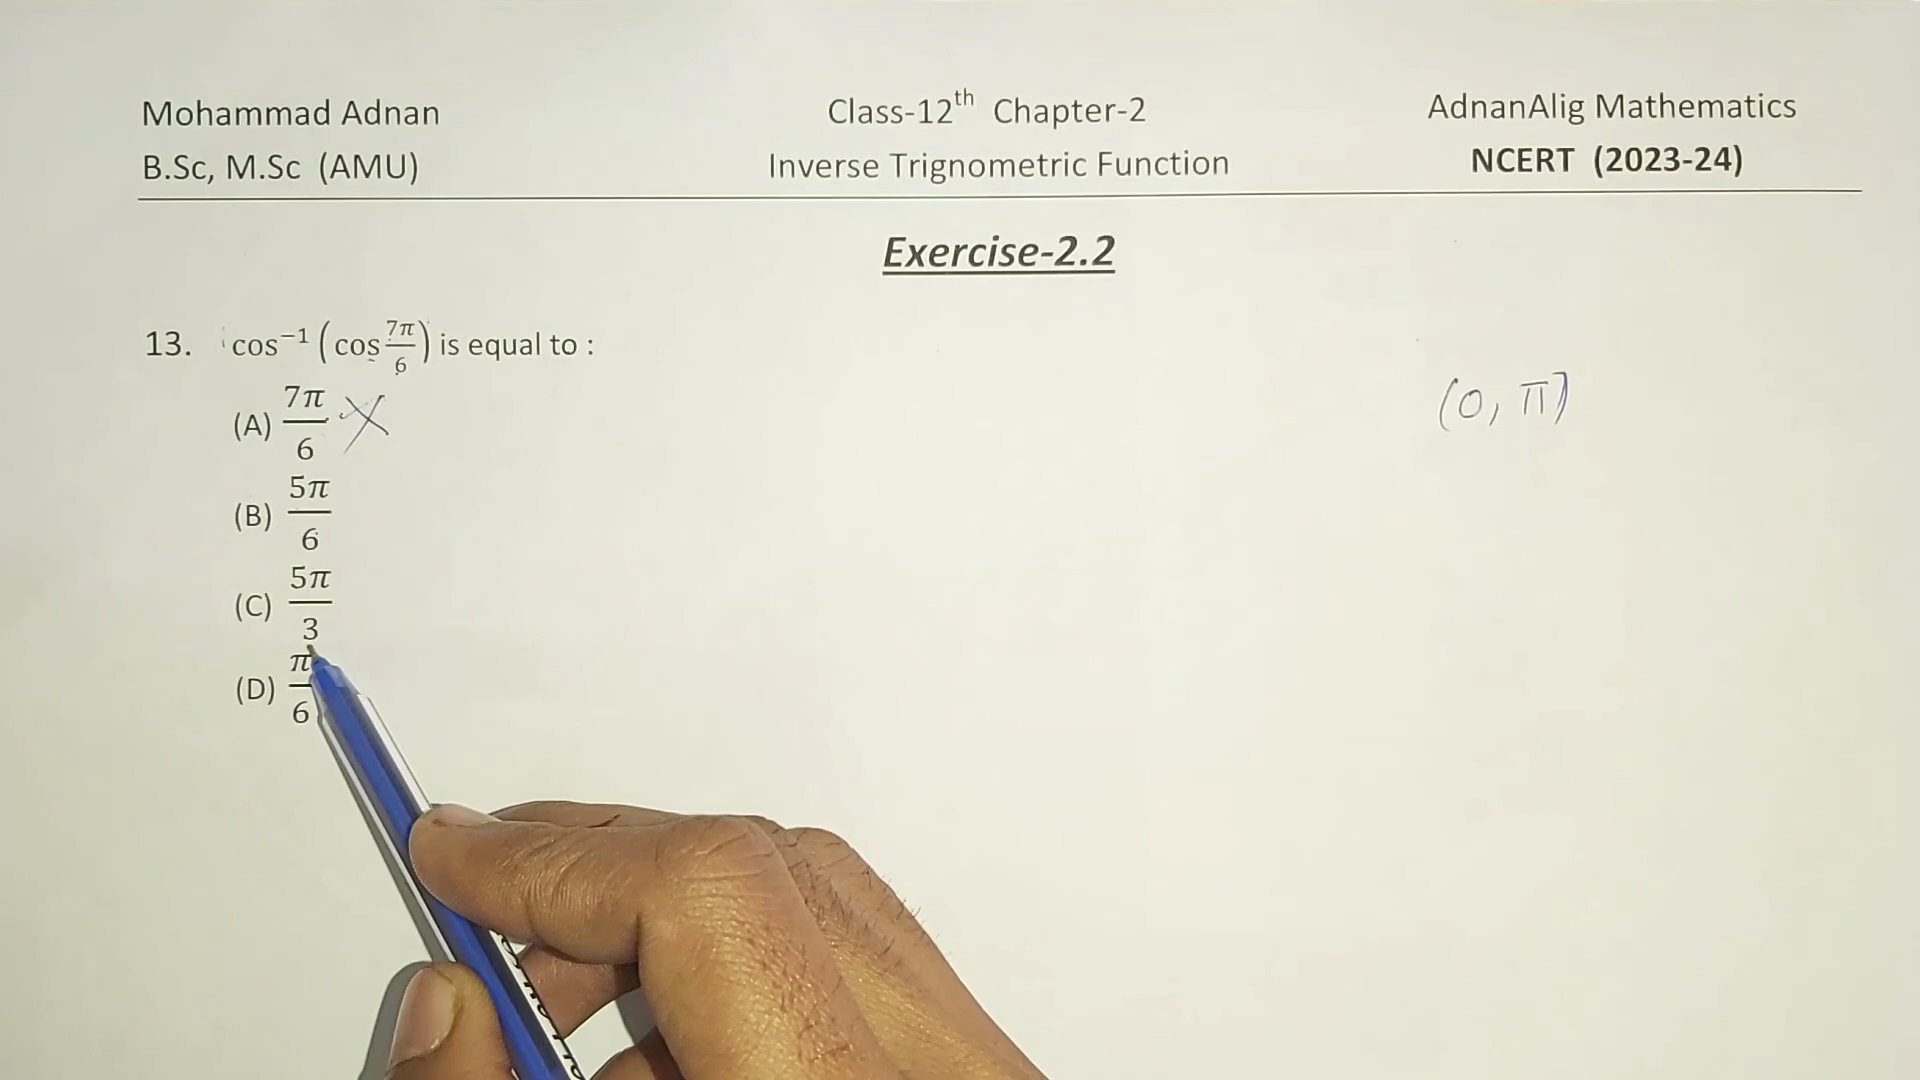 Mohammad Adnan
B.Sc, M.Sc (AMU)
Class-12th Chapter-2
Inverse Trignometric Function
AdnanAlig Mathematics
NCERT (2023-24)
Exercise-2.2
13. cos⁻¹(cos 7π/6) is equal to :
(0, π)
(A) 7π/6 ✗
(B) 5π/6
(C) 5π/3
(D) π/6